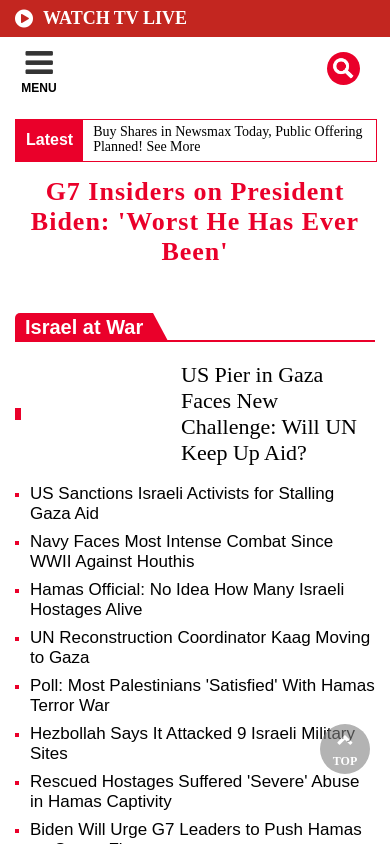 WATCH TV LIVE
MENU
Latest
Buy Shares in Newsmax Today, Public Offering
Planned! See More
G7 Insiders on President
Biden: 'Worst He Has Ever
Been'
Israel at War
US Pier in Gaza
Faces New
Challenge: Will UN
Keep Up Aid?
US Sanctions Israeli Activists for Stalling
Gaza Aid
Navy Faces Most Intense Combat Since
WWII Against Houthis
Hamas Official: No Idea How Many Israeli
Hostages Alive
UN Reconstruction Coordinator Kaag Moving
to Gaza
Poll: Most Palestinians 'Satisfied' With Hamas
Terror War
Hezbollah Says It Attacked 9 Israeli Military
Sites
TOP
Rescued Hostages Suffered 'Severe' Abuse
in Hamas Captivity
Biden Will Urge G7 Leaders to Push Hamas